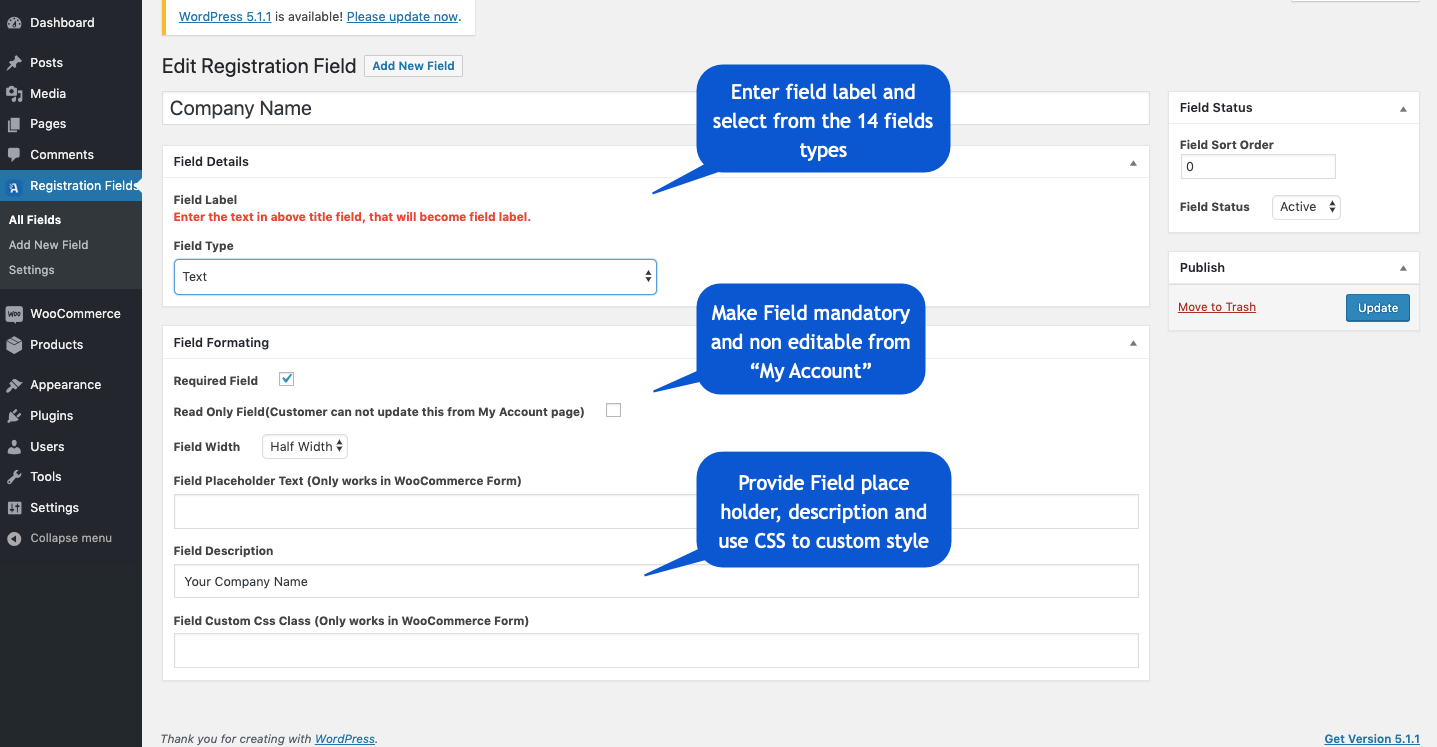 Dashboard
Posts
Media
Pages
Comments
Registration Fields
All Fields
Add New Field
Settings
WOO WooCommerce
Products
Appearance
Plugins
Users
Tools
Settings
Collapse menu
WordPress 5.1.1 is available! Please update now.
Edit Registration Field Add New Field
Company Name
Enter field label and
select from the 14 fields
types
Field Details
Field Label
Enter the text in above title field, that will become field label.
Field Type
Text
Make Field mandatory
and non editable from
“My Account”
Field Formating
Required Field
Read Only Field(Customer can not update this from My Account page)
Field Width Half Width
Field Placeholder Text (Only works in WooCommerce Form)
Provide Field place
holder, description and
use CSS to custom style
Field Description
Your Company Name
Field Custom Css Class (Only works in WooCommerce Form)
Field Status
Field Sort Order
0
Field Status Active
Publish
Move to Trash Update
Thank you for creating with WordPress.
Get Version 5.1.1